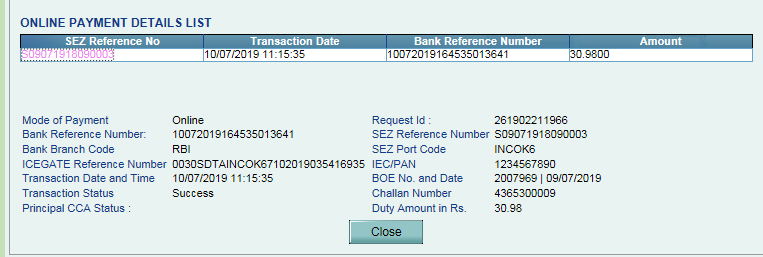 ONLINE PAYMENT DETAILS LIST
SEZ Reference No Transaction Date Bank Reference Number Amount
S09071918090003 10/07/2019 11:15:35 10072019164535013641 30.9800
Mode of Payment Online Request Id : 261902211966
Bank Reference Number: 10072019164535013641 SEZ Reference Number S09071918090003
Bank Branch Code RBI SEZ Port Code INCOK6
ICEGATE Reference Number 0030SDTAINCOK67102019035416935 IEC/PAN 1234567890
Transaction Date and Time 10/07/2019 11:15:35 BOE No. and Date 2007969 | 09/07/2019
Transaction Status Success Challan Number 4365300009
Principal CCA Status : Duty Amount in Rs. 30.98
Close